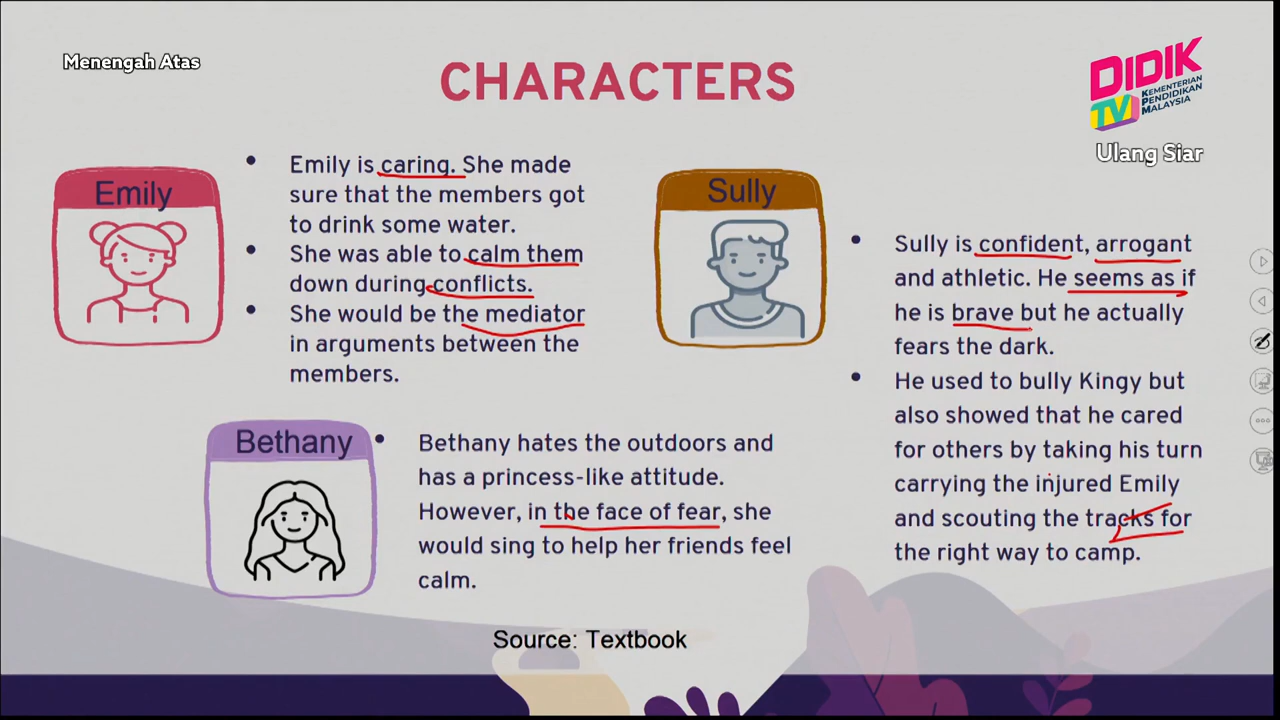 Menengah Atas
CHARACTERS
DIDIK
TV
KEMENTERIAN
PENDIDIKAN
MALAYSIA
Ulang Siar
Emily
• Emily is caring. She made
sure that the members got
to drink some water.
• She was able to calm them
down during conflicts.
• She would be the mediator
in arguments between the
members.
Sully
• Sully is confident, arrogant
and athletic. He seems as if
he is brave but he actually
fears the dark.
• He used to bully Kingy but
also showed that he cared
for others by taking his turn
carrying the injured Emily
and scouting the tracks for
the right way to camp.
Bethany
• Bethany hates the outdoors and
has a princess-like attitude.
However, in the face of fear, she
would sing to help her friends feel
calm.
Source: Textbook